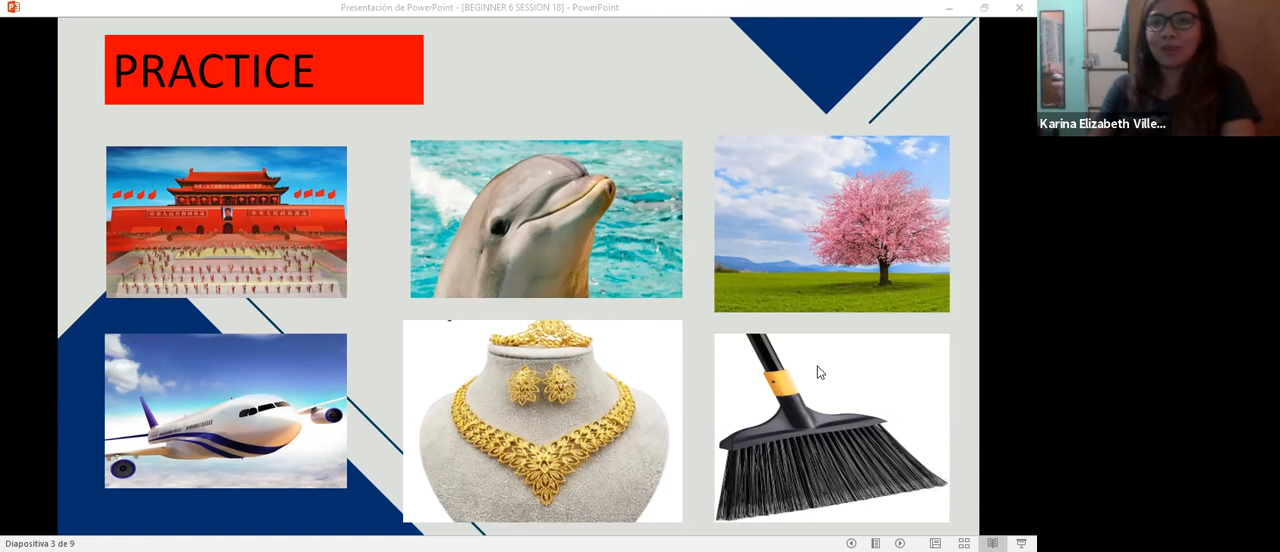 Presentación de PowerPoint - [BEGINNER 6 SESSION 18] - PowerPoint
PRACTICE
Karina Elizabeth Ville...
Diapositiva 3 de 9